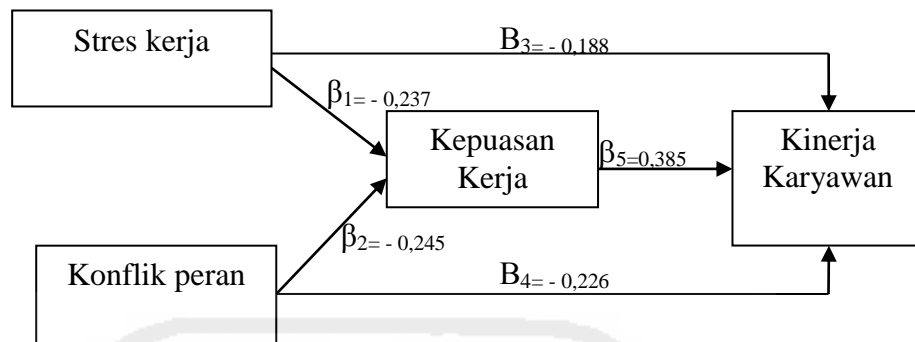 Stres kerja
B3= - 0,188
β1= - 0,237
Kepuasan
Kerja
β5=0,385
Kinerja
Karyawan
β2= - 0,245
Konflik peran
B4= - 0,226